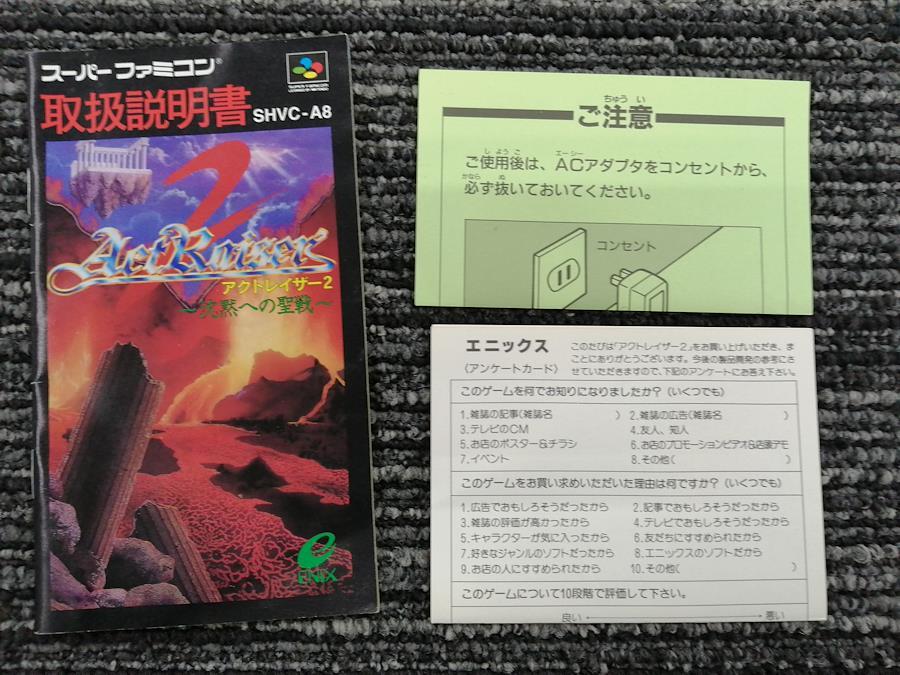 スーパーファミコン®
取扱説明書 SHVC-A8
2
ActRaiser
アクトレイザー2
〜沈黙への聖戦〜
ENIX
ちゅうい
ご注意
しようご エーシー
ご使用後は、ACアダプタをコンセントから、
かなら ぬ
必ず抜いておいてください。
コンセント
エニックス
〈アンケートカード〉
このたびは「アクトレイザー2」をお買い上げいただき、ま
ことにありがとうございます。今後の製品開発の参考にさ
せていただきますので、下記のアンケートにお答え下さい。
このゲームを何でお知りになりましたか？(いくつでも)
1.雑誌の記事(雑誌名 ) 2.雑誌の広告(雑誌名 )
3.テレビのCM 4.友人、知人
5.お店のポスター&チラシ 6.お店のプロモーションビデオ&店頭デモ
7.イベント 8.その他( )
このゲームをお買い求めいただいた理由は何ですか？(いくつでも)
1.広告でおもしろそうだったから 2.記事でおもしろそうだったから
3.雑誌の評価が高かったから 4.テレビでおもしろそうだったから
5.キャラクターが気に入ったから 6.友だちにすすめられたから
7.好きなジャンルのソフトだったから 8.エニックスのソフトだから
9.お店の人にすすめられたから 10.その他( )
このゲームについて10段階で評価して下さい。
良い 悪い